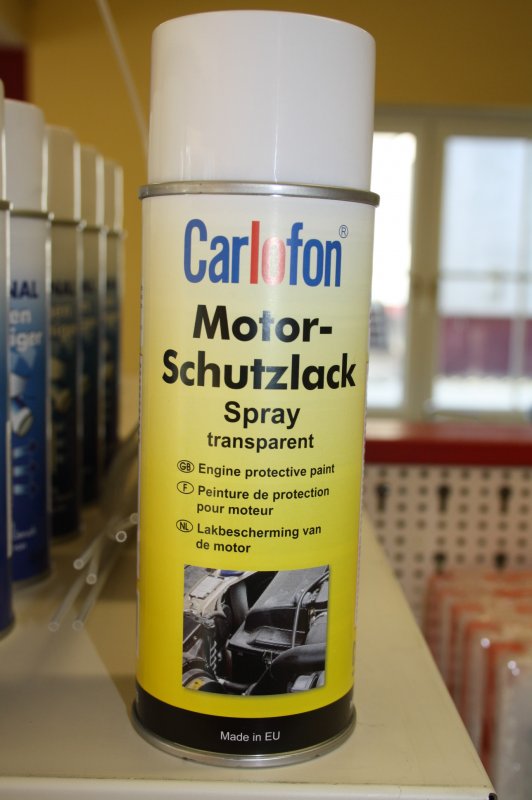 Carlofon®
Motor-
Schutzlack
Spray
transparent
GB Engine protective paint
F Peinture de protection
pour moteur
NL Lakbescherming van
de motor
Made in EU
NAL